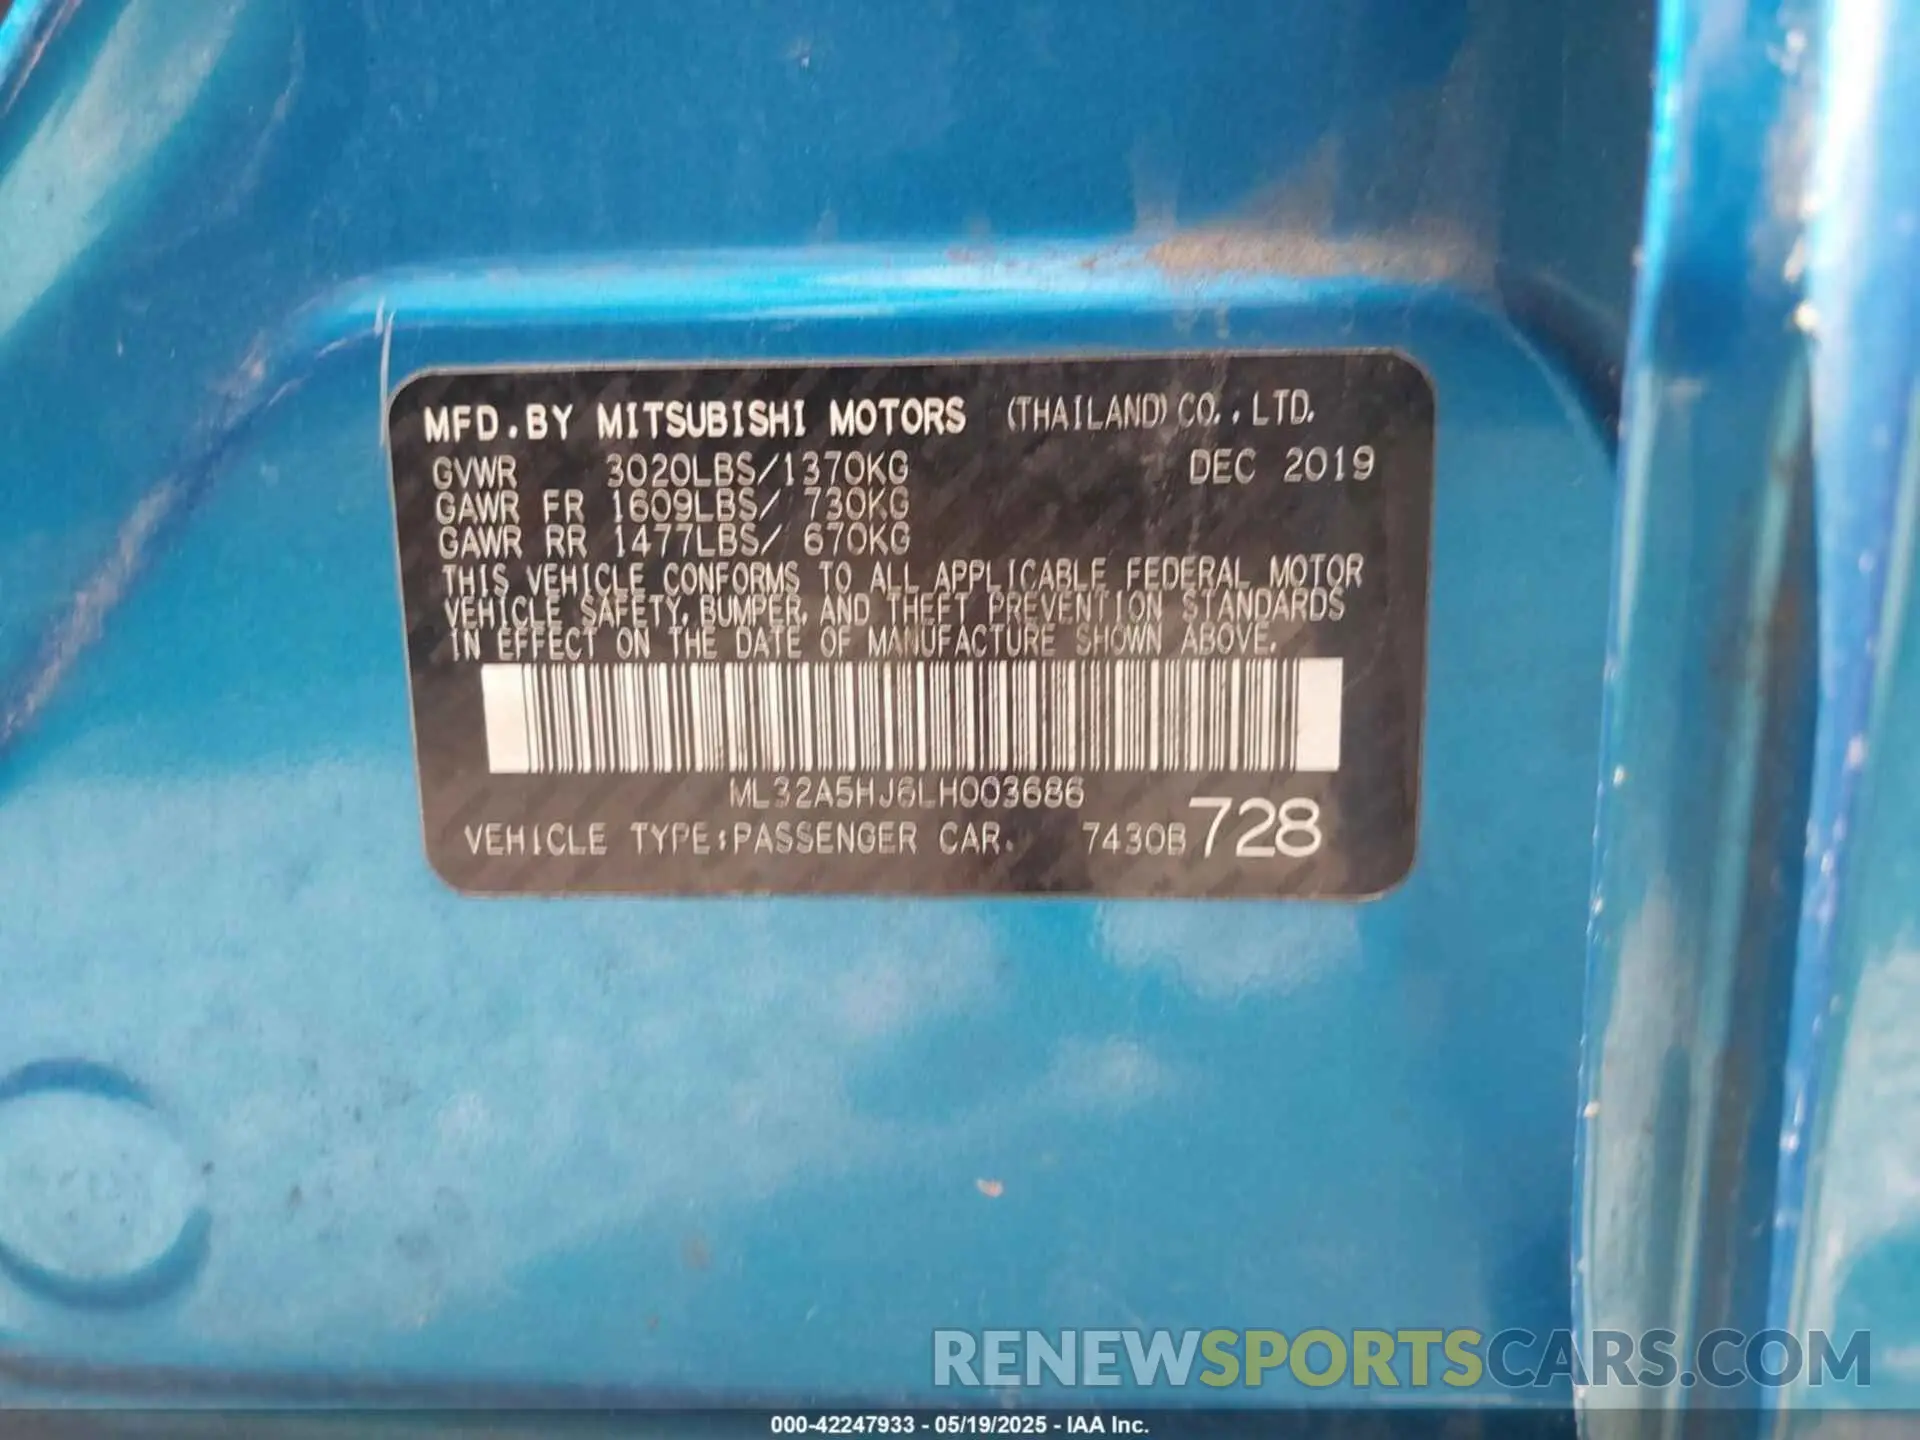 MFD.BY MITSUBISHI MOTORS (THAILAND) CO.,LTD.
GVWR 3020LBS/1370KG DEC 2019
GAWR FR 1609LBS/ 730KG
GAWR RR 1477LBS/ 670KG
THIS VEHICLE CONFORMS TO ALL APPLICABLE FEDERAL MOTOR
VEHICLE SAFETY, BUMPER, AND THEFT PREVENTION STANDARDS
IN EFFECT ON THE DATE OF MANUFACTURE SHOWN ABOVE.
ML32A5HJ6LH003686
VEHICLE TYPE:PASSENGER CAR. 7430B728
RENEWSPORTSCARS.COM
000-42247933 - 05/19/2025 - IAA Inc.